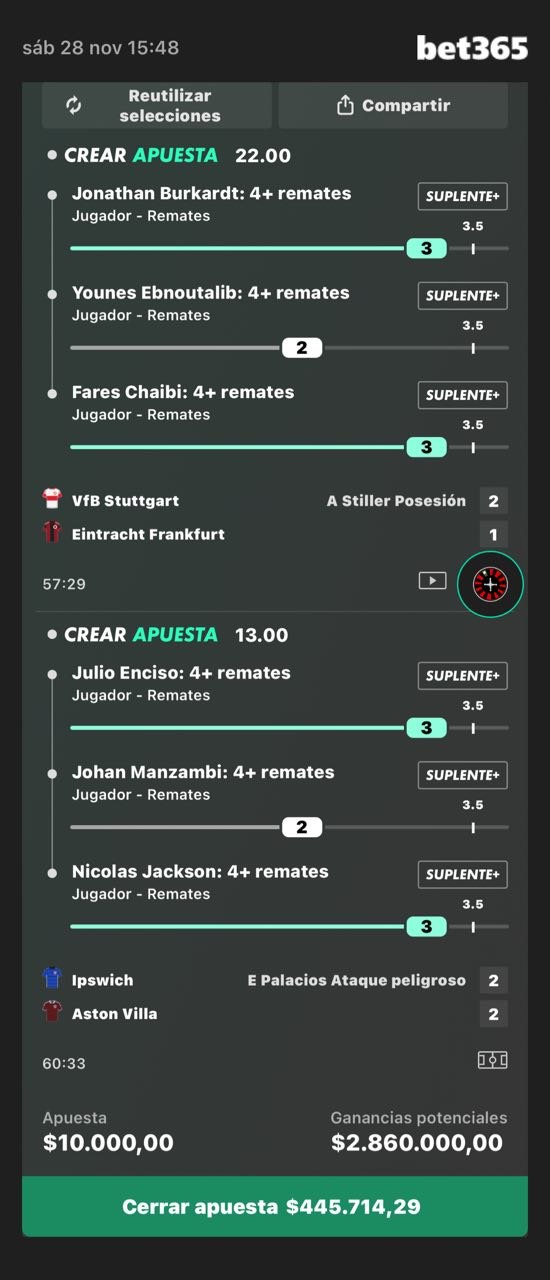 sáb 28 nov 15:48
bet365
Reutilizar
selecciones
Compartir
CREAR APUESTA 22.00
Jonathan Burkardt: 4+ remates
SUPLENTE+
Jugador - Remates
3.5
3
Younes Ebnoutalib: 4+ remates
SUPLENTE+
Jugador - Remates
3.5
2
Fares Chaibi: 4+ remates
SUPLENTE+
Jugador - Remates
3.5
3
VfB Stuttgart A Stiller Posesión 2
Eintracht Frankfurt 1
57:29
CREAR APUESTA 13.00
Julio Enciso: 4+ remates
SUPLENTE+
Jugador - Remates
3.5
3
Johan Manzambi: 4+ remates
SUPLENTE+
Jugador - Remates
3.5
2
Nicolas Jackson: 4+ remates
SUPLENTE+
Jugador - Remates
3.5
3
Ipswich E Palacios Ataque peligroso 2
Aston Villa 2
60:33
Apuesta Ganancias potenciales
$10.000,00 $2.860.000,00
Cerrar apuesta $445.714,29